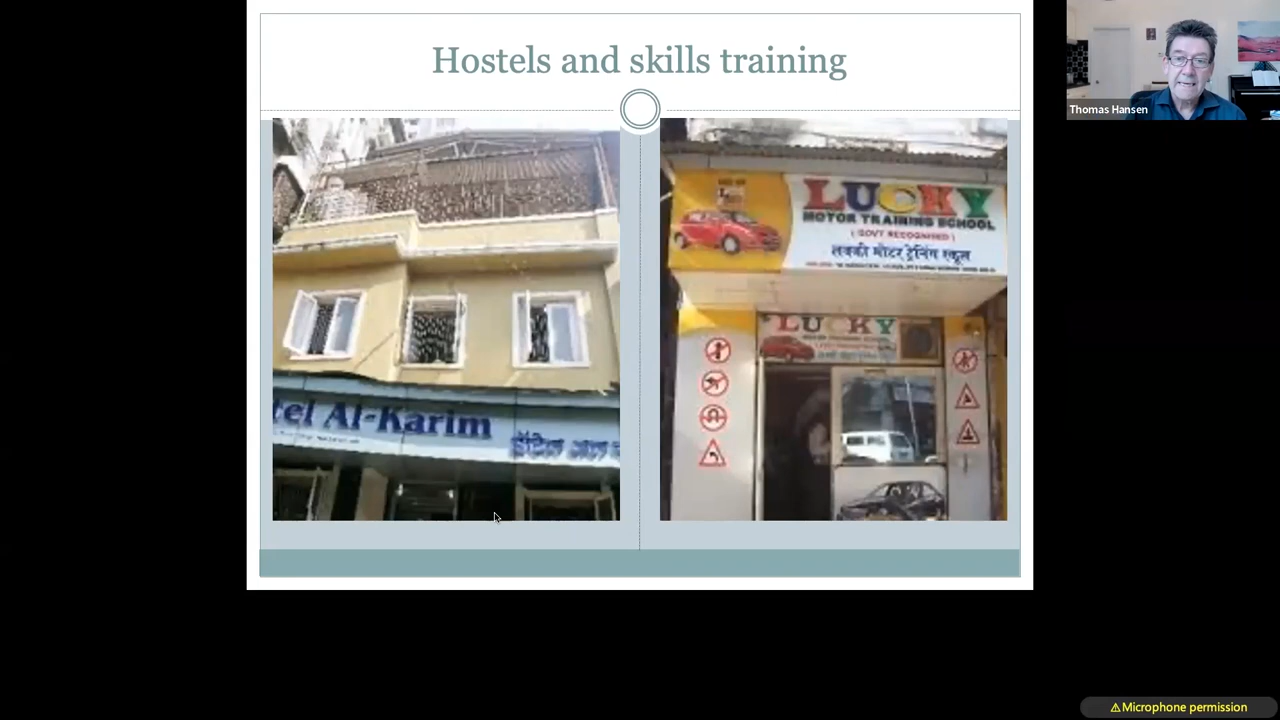 Hostels and skills training
tel Al-Karim
हॉटेल अल
LUCKY
MOTOR TRAINING SCHOOL
( GOVT RECOGNISED )
लक्की मोटर ट्रेनिंग स्कूल
LUCKY
Thomas Hansen
⚠Microphone permission